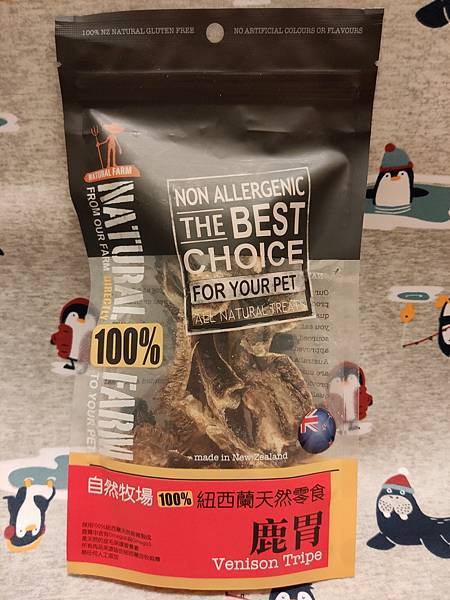 100% NZ NATURAL GLUTEN FREE
NO ARTIFICIAL COLOURS OR FLAVOURS
NATURAL FARM
NATURAL FARM
FROM OUR FARM DIRECTLY TO YOUR PET
100%
NON ALLERGENIC
THE BEST
CHOICE
FOR YOUR PET
ALL NATURAL TREATS
made in New Zealand
自然牧場 100% 紐西蘭天然零食
鹿胃
Venison Tripe